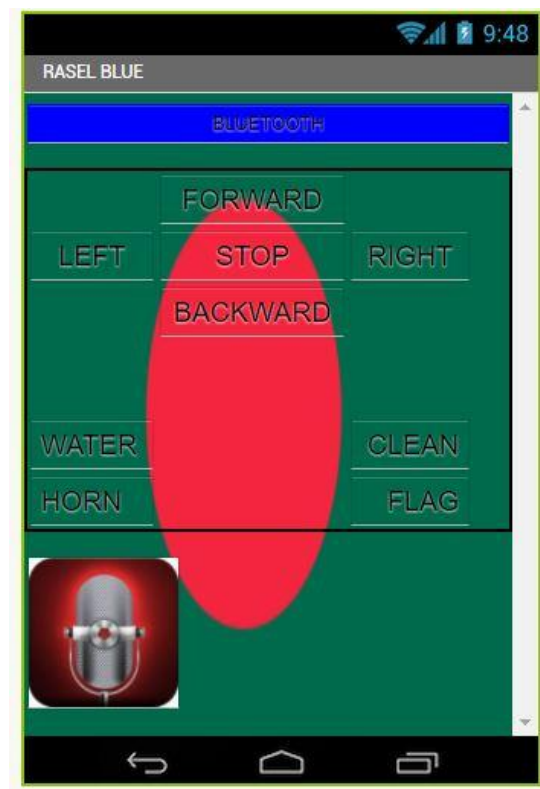 9:48
RASEL BLUE
BLUETOOTH
FORWARD
LEFT STOP RIGHT
BACKWARD
WATER CLEAN
HORN FLAG